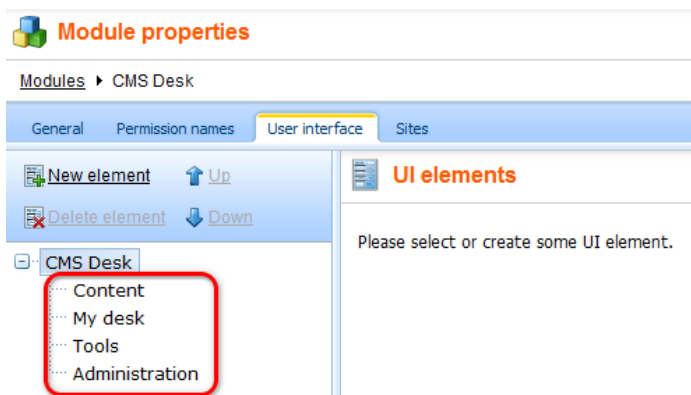 Module properties
Modules ▸ CMS Desk
General Permission names User interface Sites
New element Up
Delete element Down
UI elements
Please select or create some UI element.
CMS Desk
Content
My desk
Tools
Administration